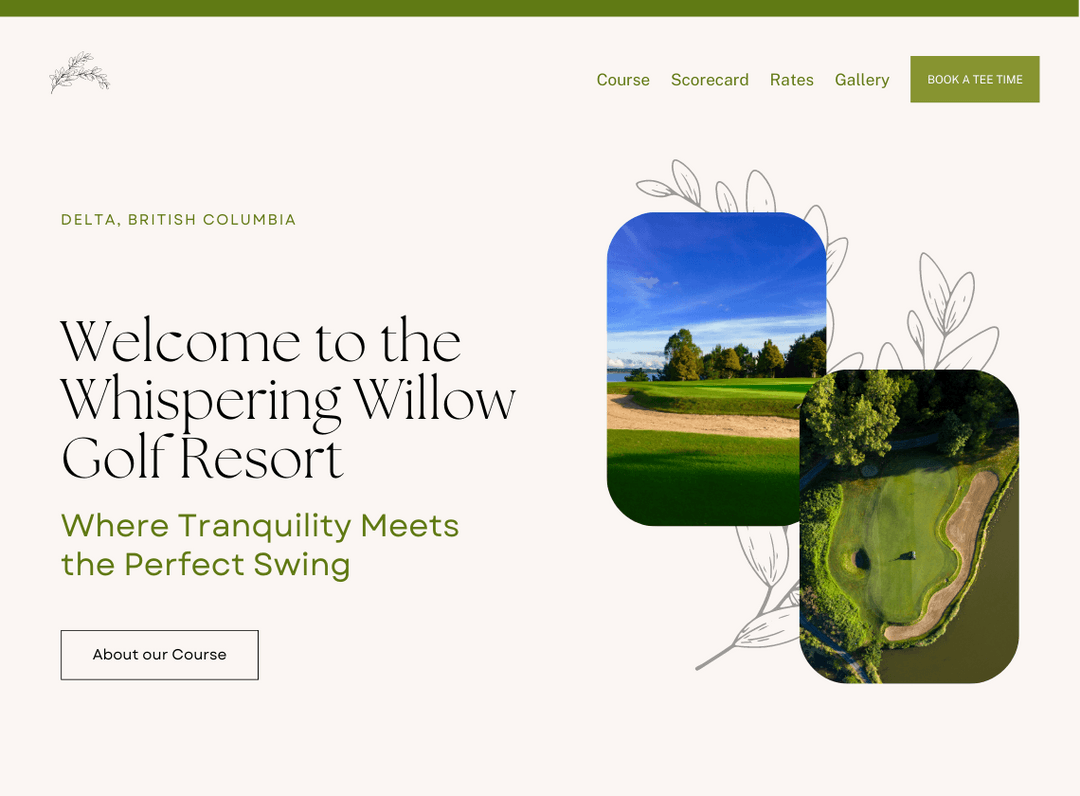 Course Scorecard Rates Gallery BOOK A TEE TIME
DELTA, BRITISH COLUMBIA
Welcome to the
Whispering Willow
Golf Resort
Where Tranquility Meets
the Perfect Swing
About our Course